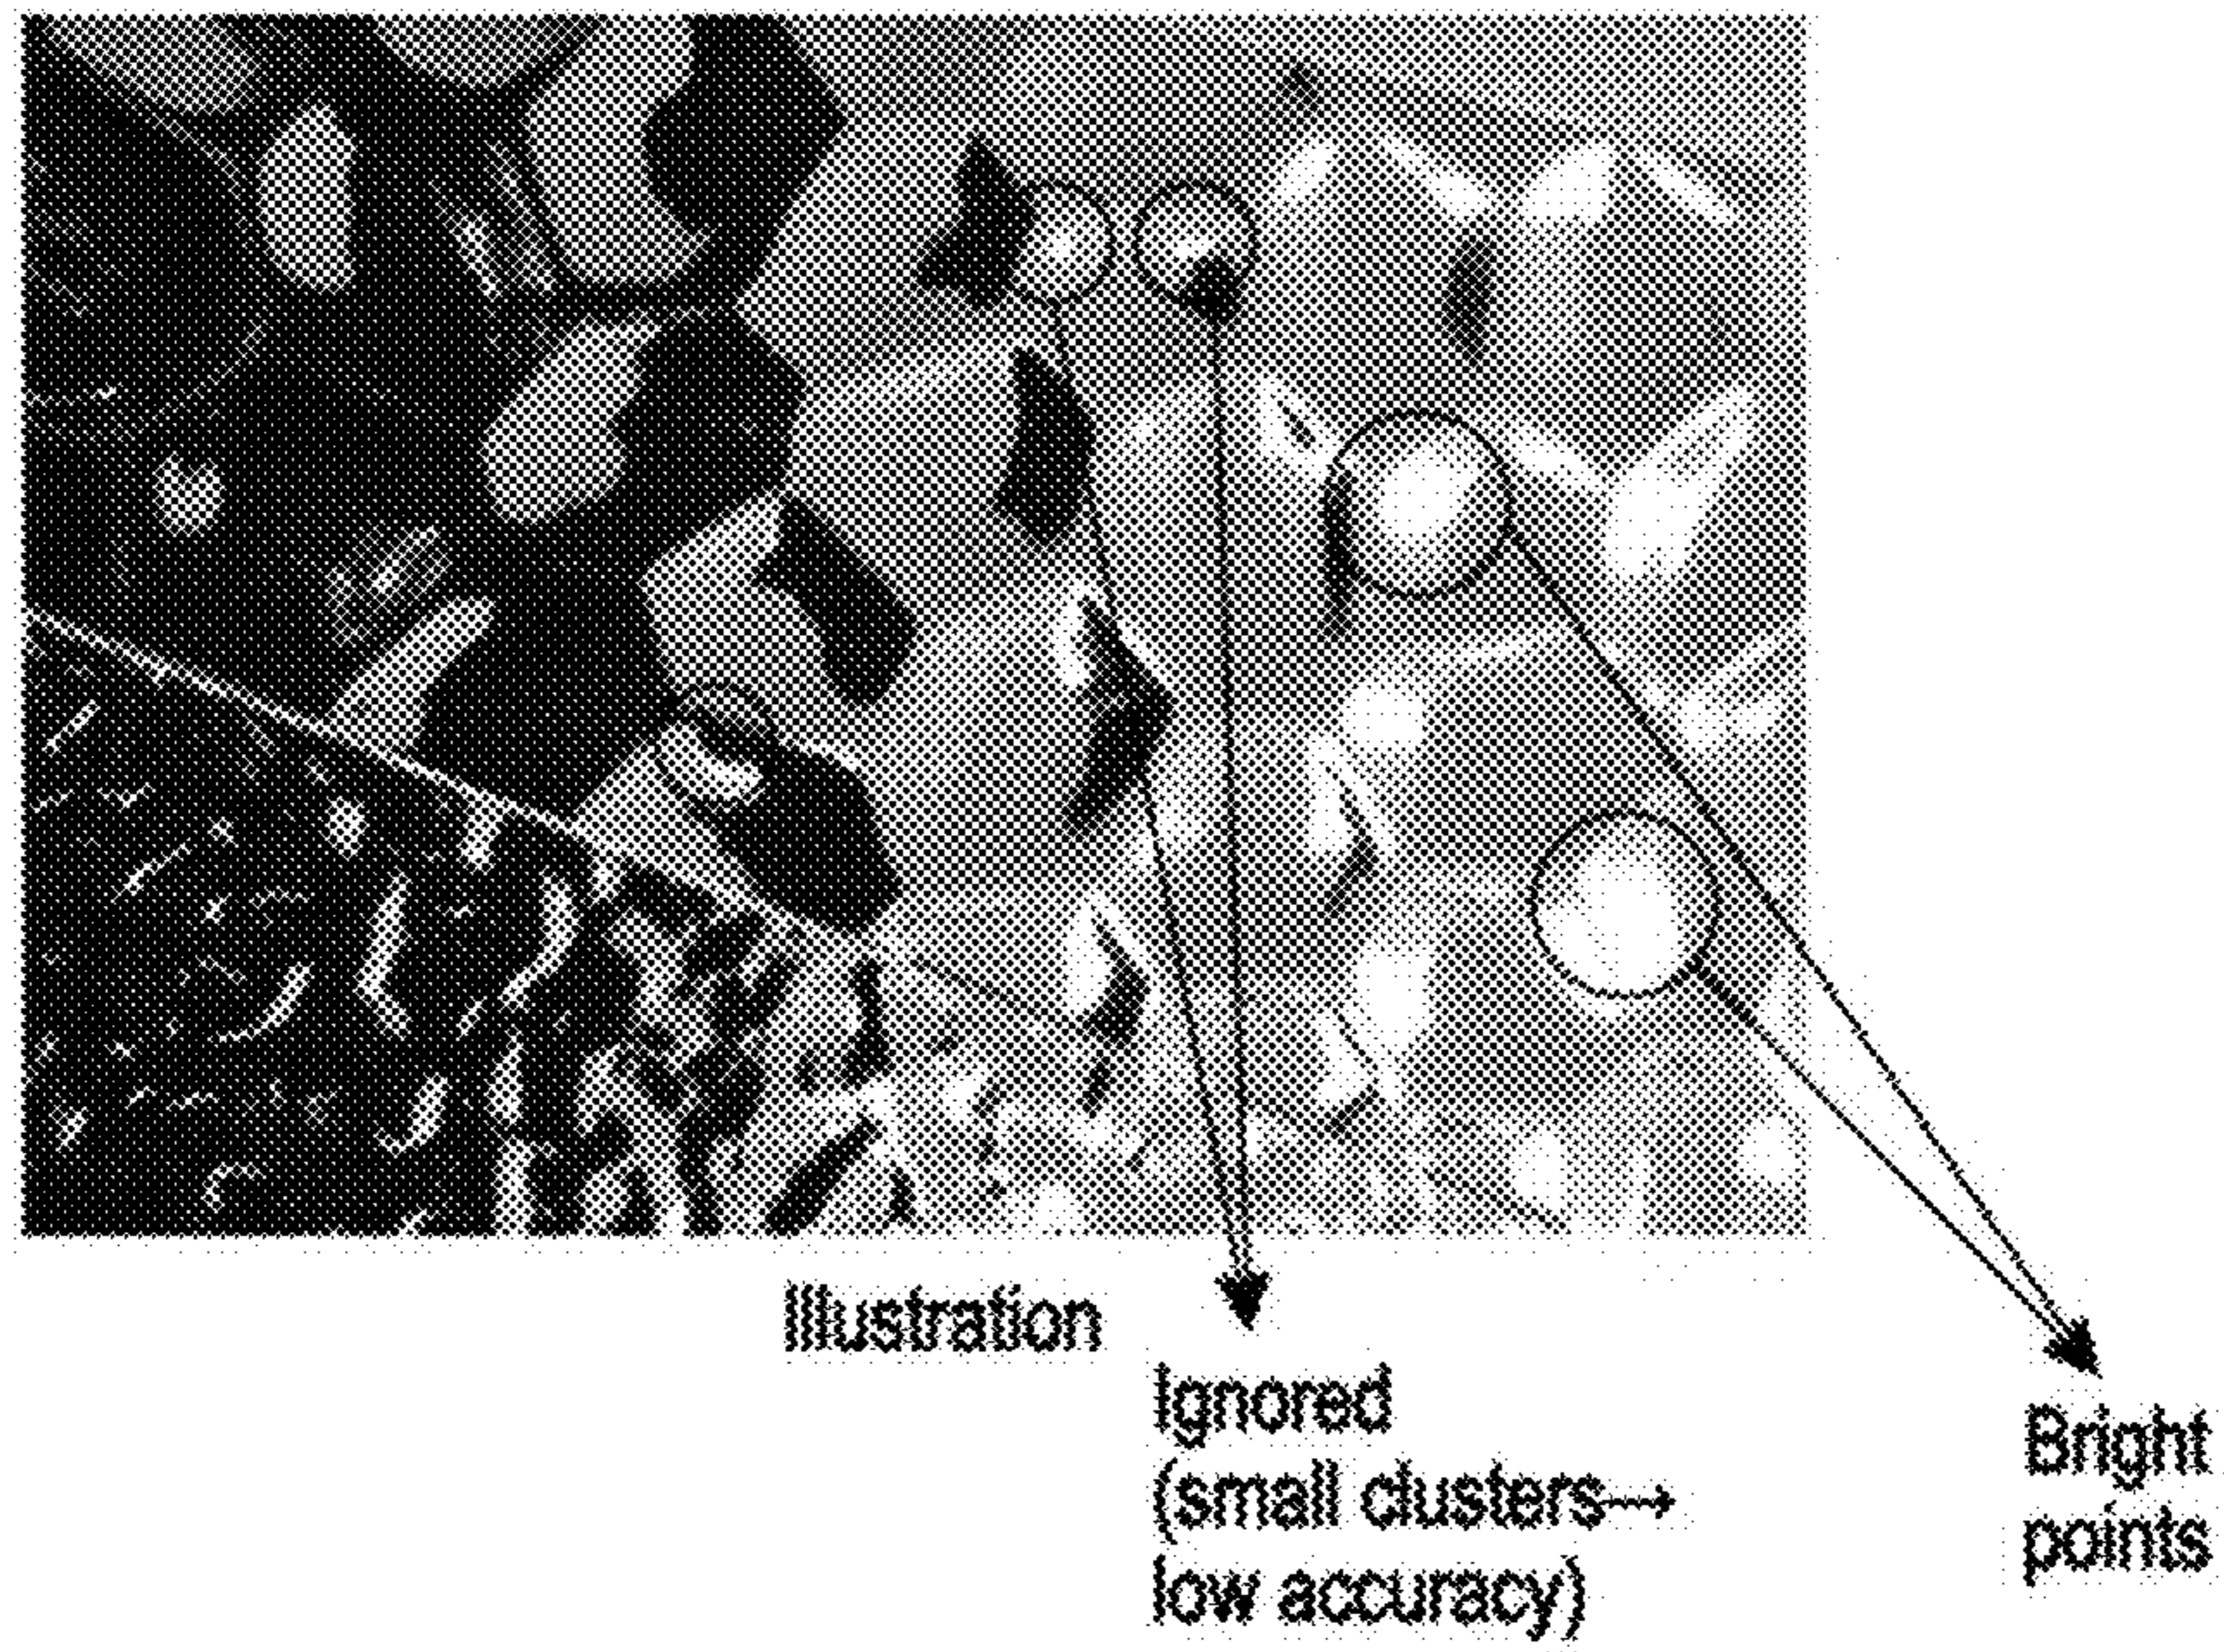 Illustration
Ignored
(small clusters→
low accuracy)
Bright
points